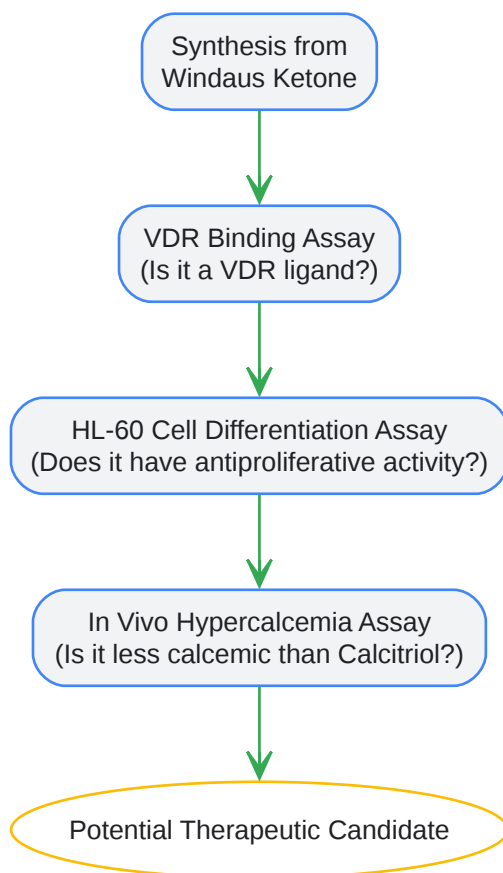 Synthesis from
Windaus Ketone
VDR Binding Assay
(Is it a VDR ligand?)
HL-60 Cell Differentiation Assay
(Does it have antiproliferative activity?)
In Vivo Hypercalcemia Assay
(Is it less calcemic than Calcitriol?)
Potential Therapeutic Candidate